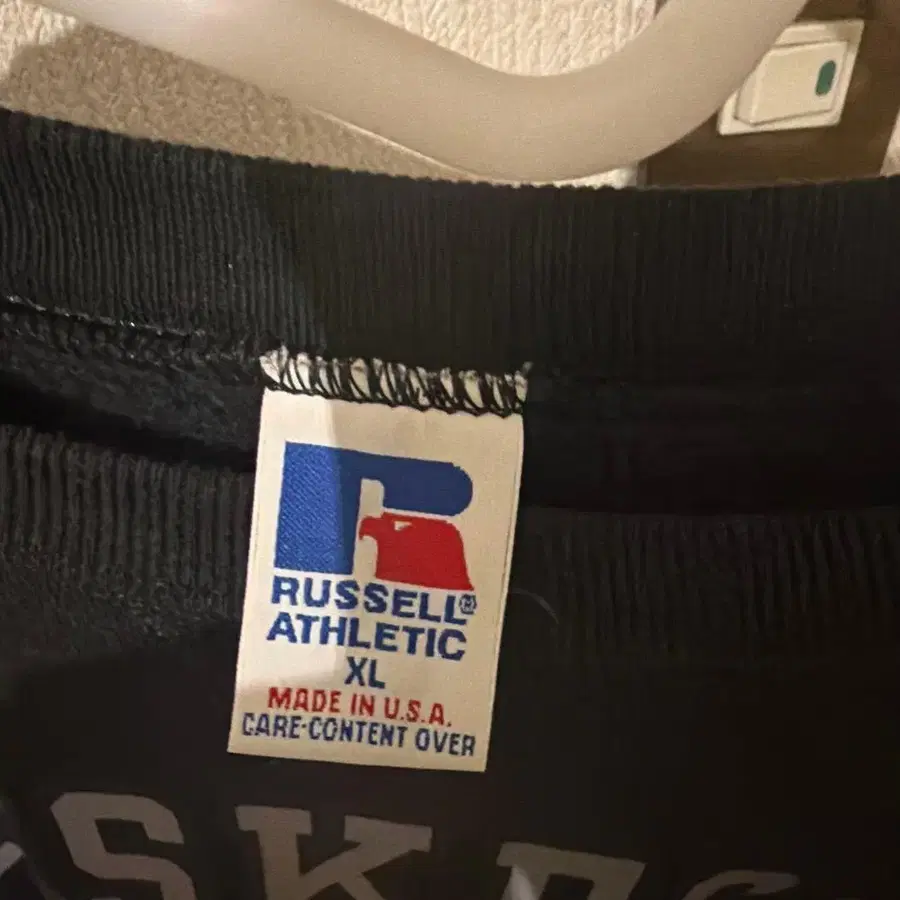 RUSSELL®
ATHLETIC
XL
MADE IN U.S.A.
CARE-CONTENT OVER